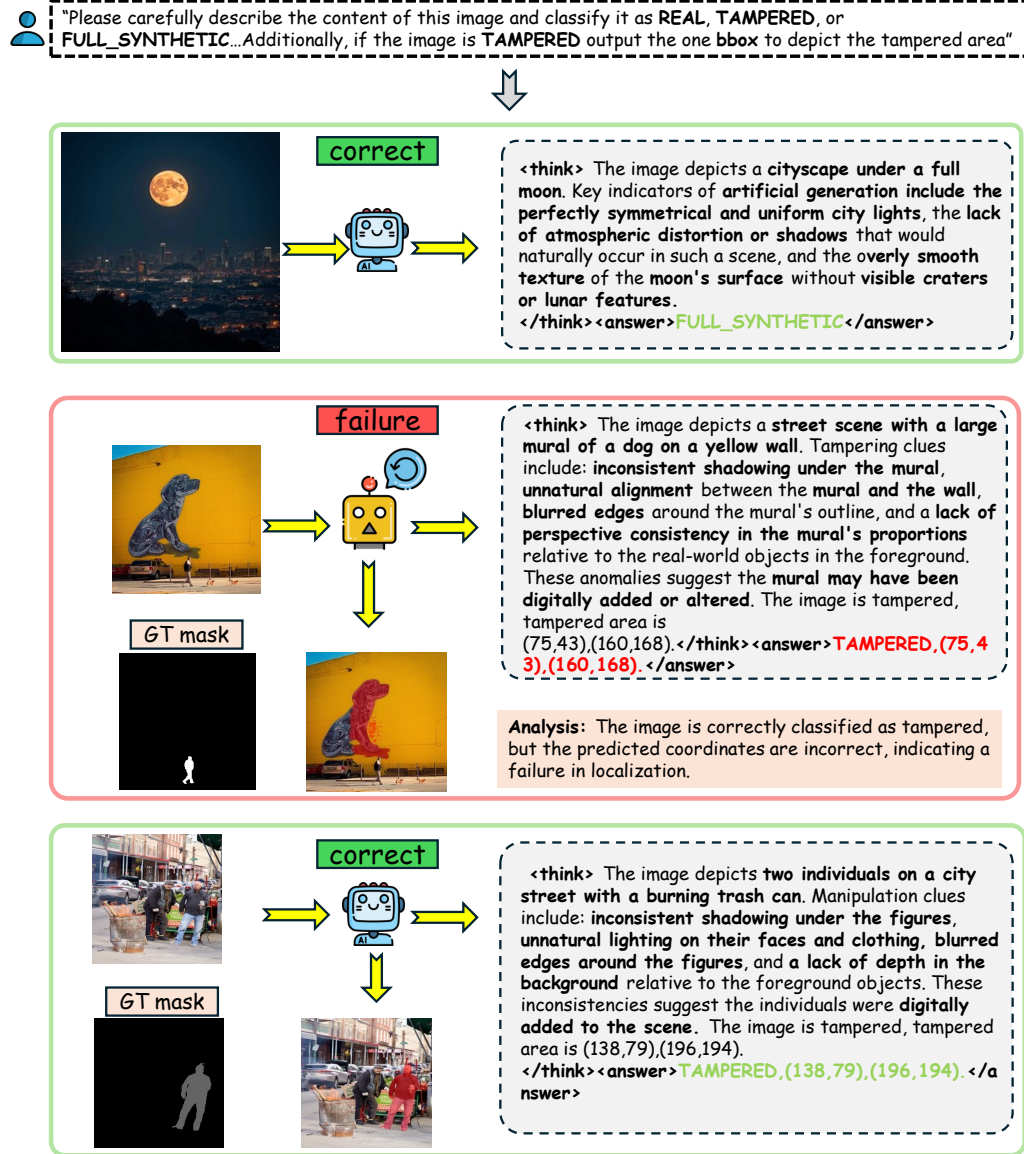 “Please carefully describe the content of this image and classify it as REAL, TAMPERED, or
FULL_SYNTHETIC…Additionally, if the image is TAMPERED output the one bbox to depict the tampered area”
correct
<think> The image depicts a cityscape under a full
moon. Key indicators of artificial generation include the
perfectly symmetrical and uniform city lights, the lack
of atmospheric distortion or shadows that would
naturally occur in such a scene, and the overly smooth
texture of the moon's surface without visible craters
or lunar features.
</think><answer>FULL_SYNTHETIC</answer>
AI
failure
<think> The image depicts a street scene with a large
mural of a dog on a yellow wall. Tampering clues
include: inconsistent shadowing under the mural,
unnatural alignment between the mural and the wall,
blurred edges around the mural's outline, and a lack of
perspective consistency in the mural's proportions
relative to the real-world objects in the foreground.
These anomalies suggest the mural may have been
digitally added or altered. The image is tampered,
tampered area is
(75,43),(160,168).</think><answer>TAMPERED,(75,4
3),(160,168).</answer>
GT mask
Analysis: The image is correctly classified as tampered,
but the predicted coordinates are incorrect, indicating a
failure in localization.
correct
<think> The image depicts two individuals on a city
street with a burning trash can. Manipulation clues
include: inconsistent shadowing under the figures,
unnatural lighting on their faces and clothing, blurred
edges around the figures, and a lack of depth in the
background relative to the foreground objects. These
inconsistencies suggest the individuals were digitally
added to the scene. The image is tampered, tampered
area is (138,79),(196,194).
</think><answer>TAMPERED,(138,79),(196,194).</a
nswer>
AI
GT mask